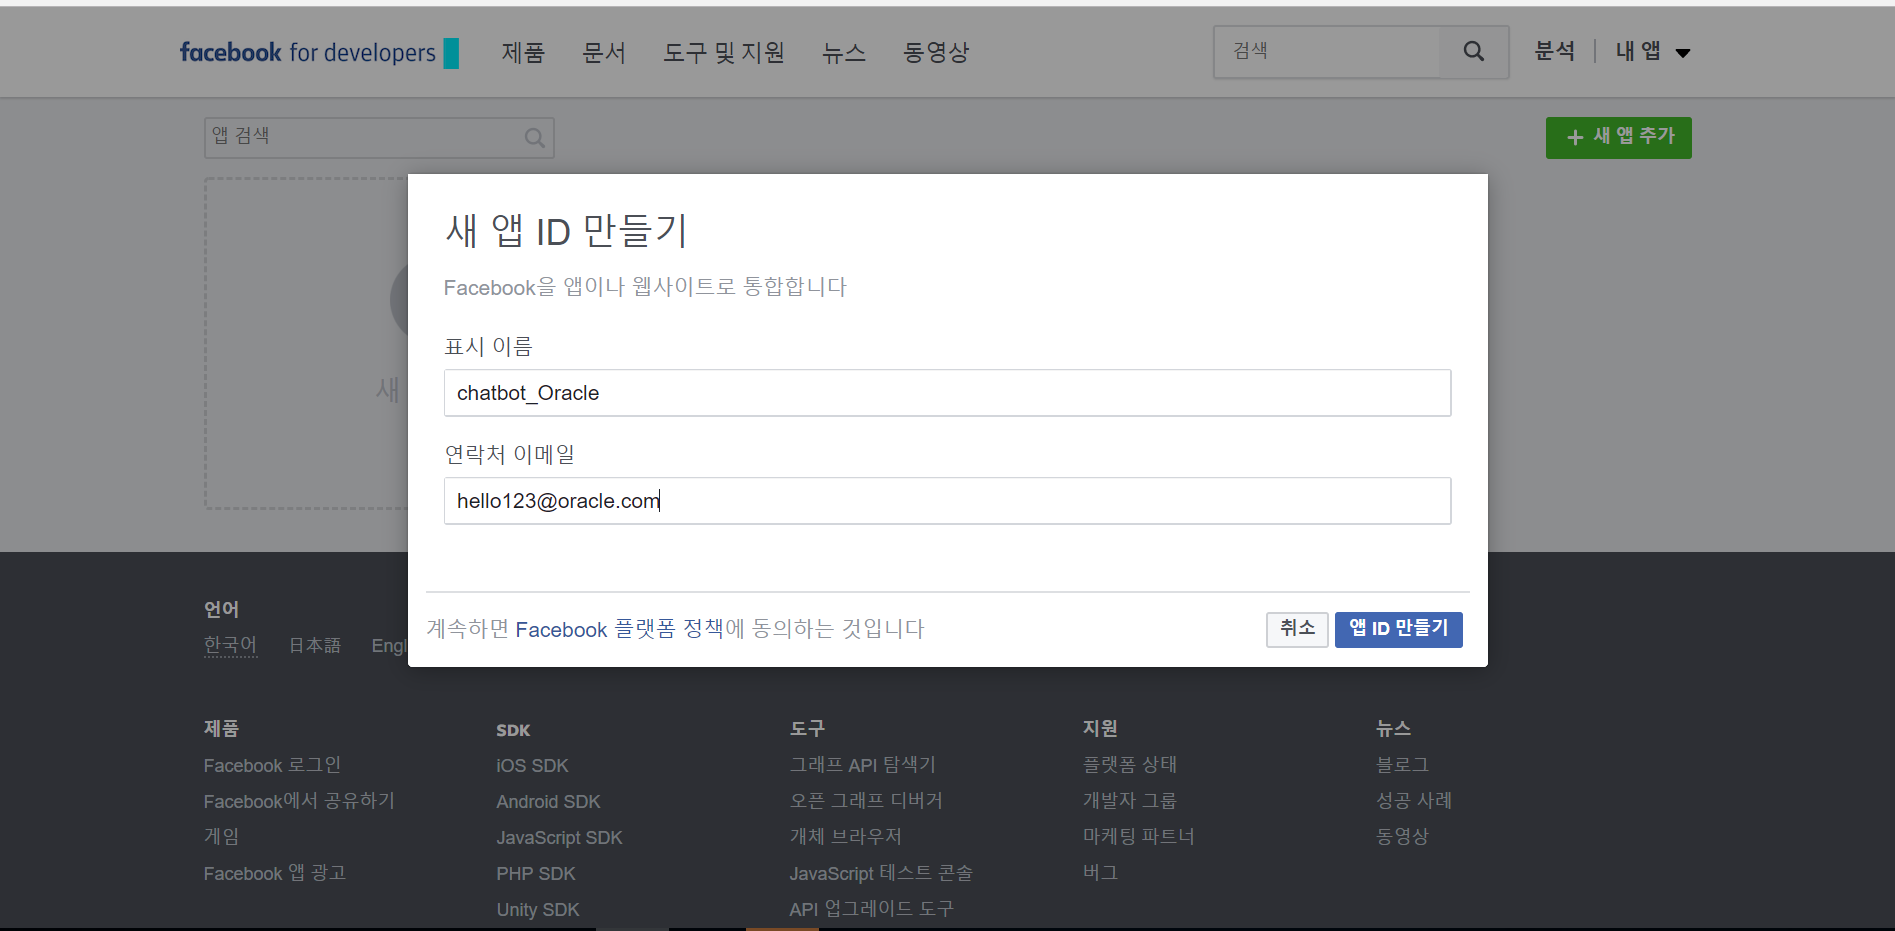 facebook for developers 제품 문서 도구 및 지원 뉴스 동영상 검색 분석 내 앱
앱 검색 + 새 앱 추가
새
새 앱 ID 만들기
Facebook을 앱이나 웹사이트로 통합합니다
표시 이름
chatbot_Oracle
연락처 이메일
hello123@oracle.com
계속하면 Facebook 플랫폼 정책에 동의하는 것입니다 취소 앱 ID 만들기
언어
한국어 日本語 Engl
제품 SDK 도구 지원 뉴스
Facebook 로그인 iOS SDK 그래프 API 탐색기 플랫폼 상태 블로그
Facebook에서 공유하기 Android SDK 오픈 그래프 디버거 개발자 그룹 성공 사례
게임 JavaScript SDK 개체 브라우저 마케팅 파트너 동영상
Facebook 앱 광고 PHP SDK JavaScript 테스트 콘솔 버그
Unity SDK API 업그레이드 도구